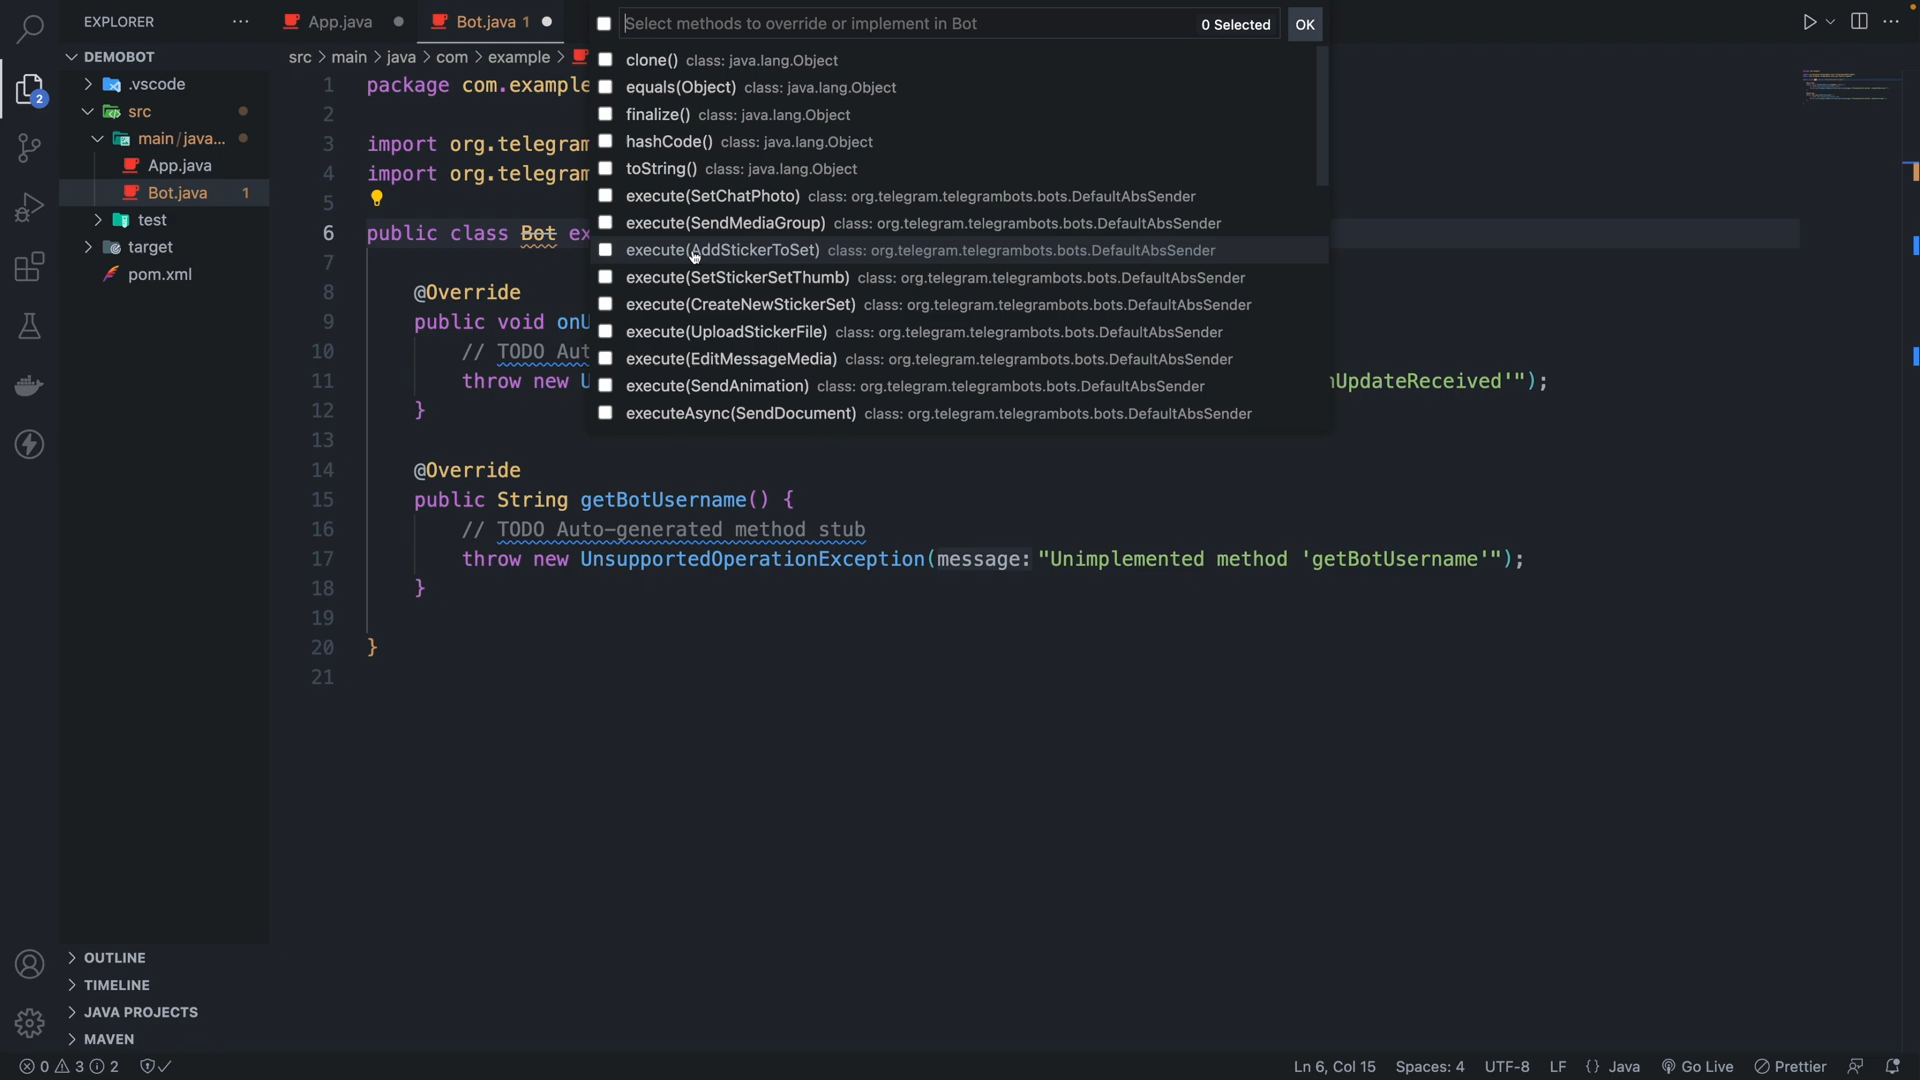 EXPLORER
App.java
Bot.java 1
Select methods to override or implement in Bot
0 Selected
OK
DEMOBOT
.vscode
src
main/java...
App.java
Bot.java 1
test
target
pom.xml
2
src > main > java > com > example >
clone() class: java.lang.Object
equals(Object) class: java.lang.Object
finalize() class: java.lang.Object
hashCode() class: java.lang.Object
toString() class: java.lang.Object
execute(SetChatPhoto) class: org.telegram.telegrambots.bots.DefaultAbsSender
execute(SendMediaGroup) class: org.telegram.telegrambots.bots.DefaultAbsSender
execute(AddStickerToSet) class: org.telegram.telegrambots.bots.DefaultAbsSender
execute(SetStickerSetThumb) class: org.telegram.telegrambots.bots.DefaultAbsSender
execute(CreateNewStickerSet) class: org.telegram.telegrambots.bots.DefaultAbsSender
execute(UploadStickerFile) class: org.telegram.telegrambots.bots.DefaultAbsSender
execute(EditMessageMedia) class: org.telegram.telegrambots.bots.DefaultAbsSender
execute(SendAnimation) class: org.telegram.telegrambots.bots.DefaultAbsSender
executeAsync(SendDocument) class: org.telegram.telegrambots.bots.DefaultAbsSender
1 package com.example
2
3 import org.telegram
4 import org.telegram
5
6 public class Bot ex
7
8 @Override
9 public void onU
10 // TODO Aut
11 throw new U nUpdateReceived'");
12 }
13
14 @Override
15 public String getBotUsername() {
16 // TODO Auto-generated method stub
17 throw new UnsupportedOperationException(message: "Unimplemented method 'getBotUsername'");
18 }
19
20 }
21
OUTLINE
TIMELINE
JAVA PROJECTS
MAVEN
0 3 2
Ln 6, Col 15
Spaces: 4
UTF-8
LF
{} Java
Go Live
Prettier